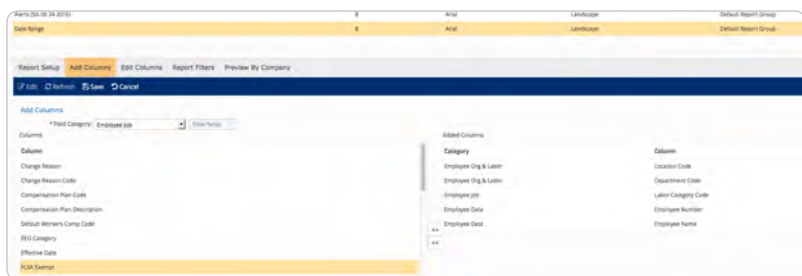 Alerts (SG 08-24-2016) 8 Arial Landscape Default Report Group
Date Range 8 Arial Landscape Default Report Group
Report Setup Add Columns Edit Columns Report Filters Preview By Company
Edit Refresh Save Cancel
Add Columns
* Field Category: Employee Job Filter fields
Columns Added Columns
Column Category Column
Change Reason Employee Org & Labor Location Code
Change Reason Code Employee Org & Labor Department Code
Compensation Plan Code Employee Job Labor Category Code
Compensation Plan Description Employee Data Employee Number
Default Workers Comp Code >> Employee Data Employee Name
EEO Category <<
Effective Date
FLSA Exempt